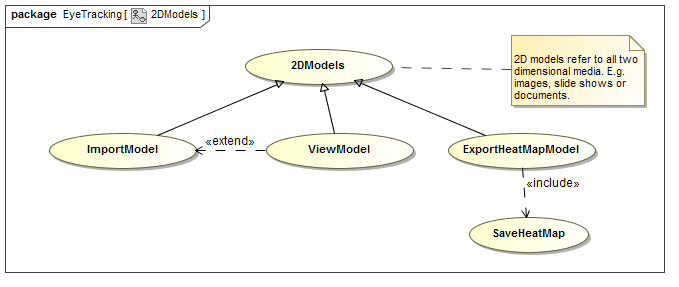 package EyeTracking [ 2DModels ]
2DModels
2D models refer to all two
dimensional media. E.g.
images, slide shows or
documents.
«extend»
ImportModel
ViewModel
ExportHeatMapModel
«include»
SaveHeatMap